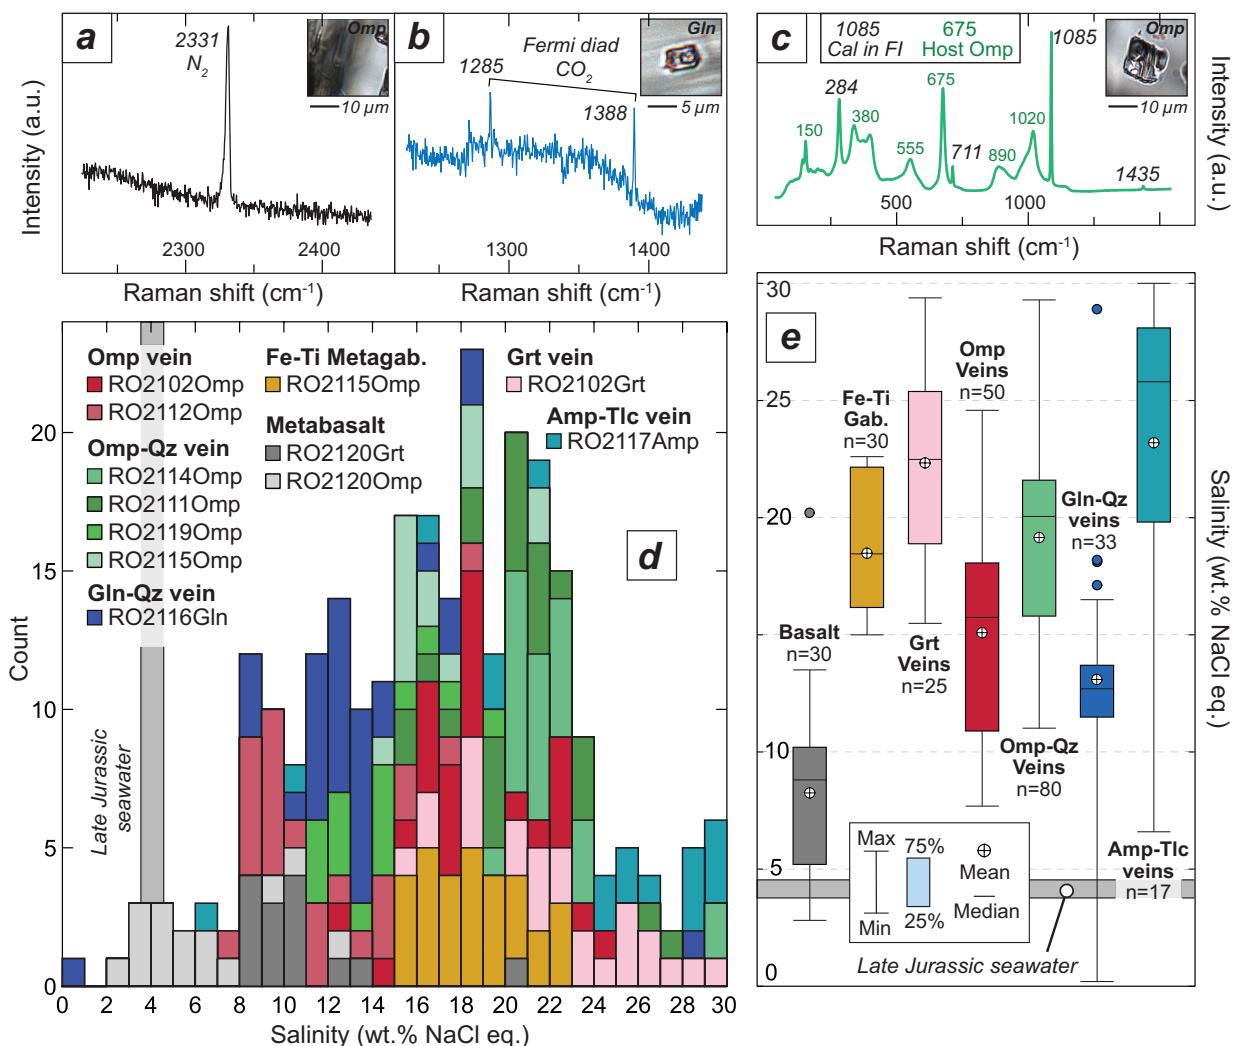 a
2331
N2
Omp
10 µm
Intensity (a.u.)
2300
2400
Raman shift (cm-1)
b
Fermi diad
CO2
1285
1388
Gln
5 µm
1300
1400
Raman shift (cm-1)
c
1085
Cal in FI
675
Host Omp
1085
Omp
10 µm
150
284
380
555
675
711
890
1020
1435
500
1000
Raman shift (cm-1)
Intensity (a.u.)
d
Omp vein
RO2102Omp
RO2112Omp
Omp-Qz vein
RO2114Omp
RO2111Omp
RO2119Omp
RO2115Omp
Gln-Qz vein
RO2116Gln
Fe-Ti Metagab.
RO2115Omp
Metabasalt
RO2120Grt
RO2120Omp
Grt vein
RO2102Grt
Amp-Tlc vein
RO2117Amp
Late Jurassic
seawater
Count
20
15
10
5
0
0 2 4 6 8 10 12 14 16 18 20 22 24 26 28 30
Salinity (wt.% NaCl eq.)
e
30
25
20
15
10
5
0
Basalt
n=30
Fe-Ti
Gab.
n=30
Grt
Veins
n=25
Omp
Veins
n=50
Omp-Qz
Veins
n=80
Gln-Qz
veins
n=33
Amp-Tlc
veins
n=17
Max
Min
75%
25%
Mean
Median
Late Jurassic seawater
Salinity (wt.% NaCl eq.)